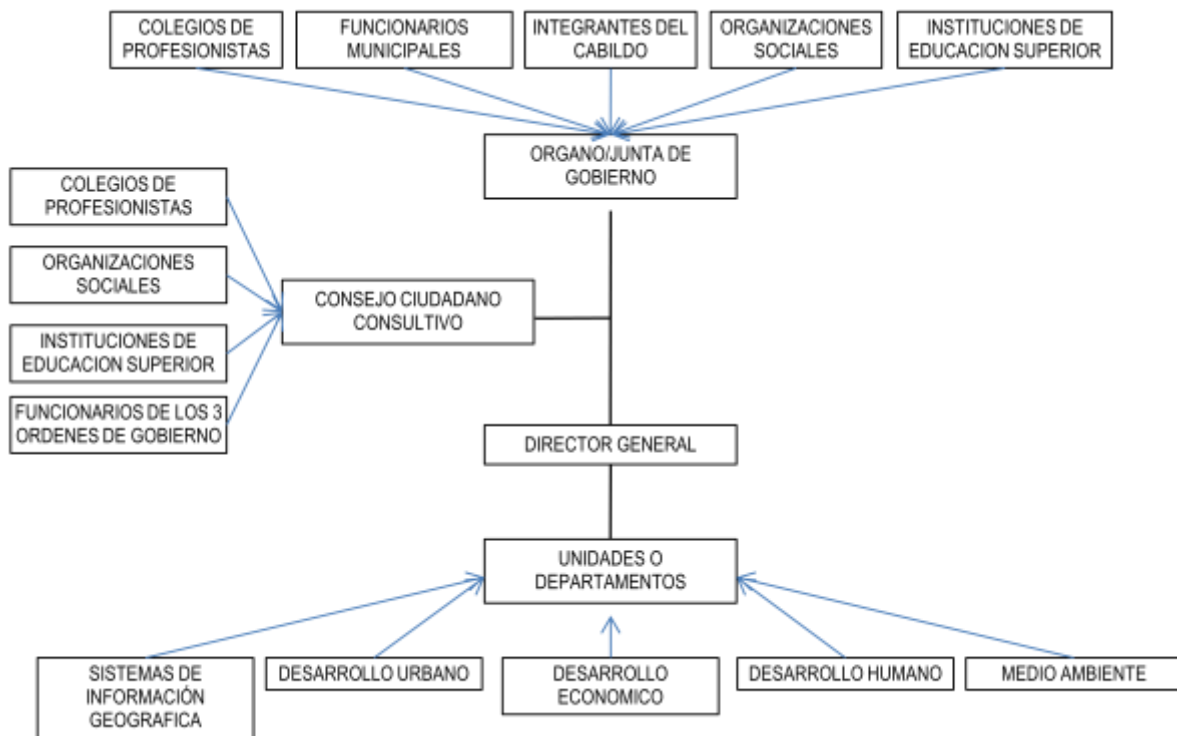 COLEGIOS DE
PROFESIONISTAS
FUNCIONARIOS
MUNICIPALES
INTEGRANTES DEL
CABILDO
ORGANIZACIONES
SOCIALES
INSTITUCIONES DE
EDUCACION SUPERIOR
ORGANO/JUNTA DE
GOBIERNO
COLEGIOS DE
PROFESIONISTAS
ORGANIZACIONES
SOCIALES
INSTITUCIONES DE
EDUCACION SUPERIOR
FUNCIONARIOS DE LOS 3
ORDENES DE GOBIERNO
CONSEJO CIUDADANO
CONSULTIVO
DIRECTOR GENERAL
UNIDADES O
DEPARTAMENTOS
SISTEMAS DE
INFORMACIÓN
GEOGRAFICA
DESARROLLO URBANO
DESARROLLO
ECONOMICO
DESARROLLO HUMANO
MEDIO AMBIENTE